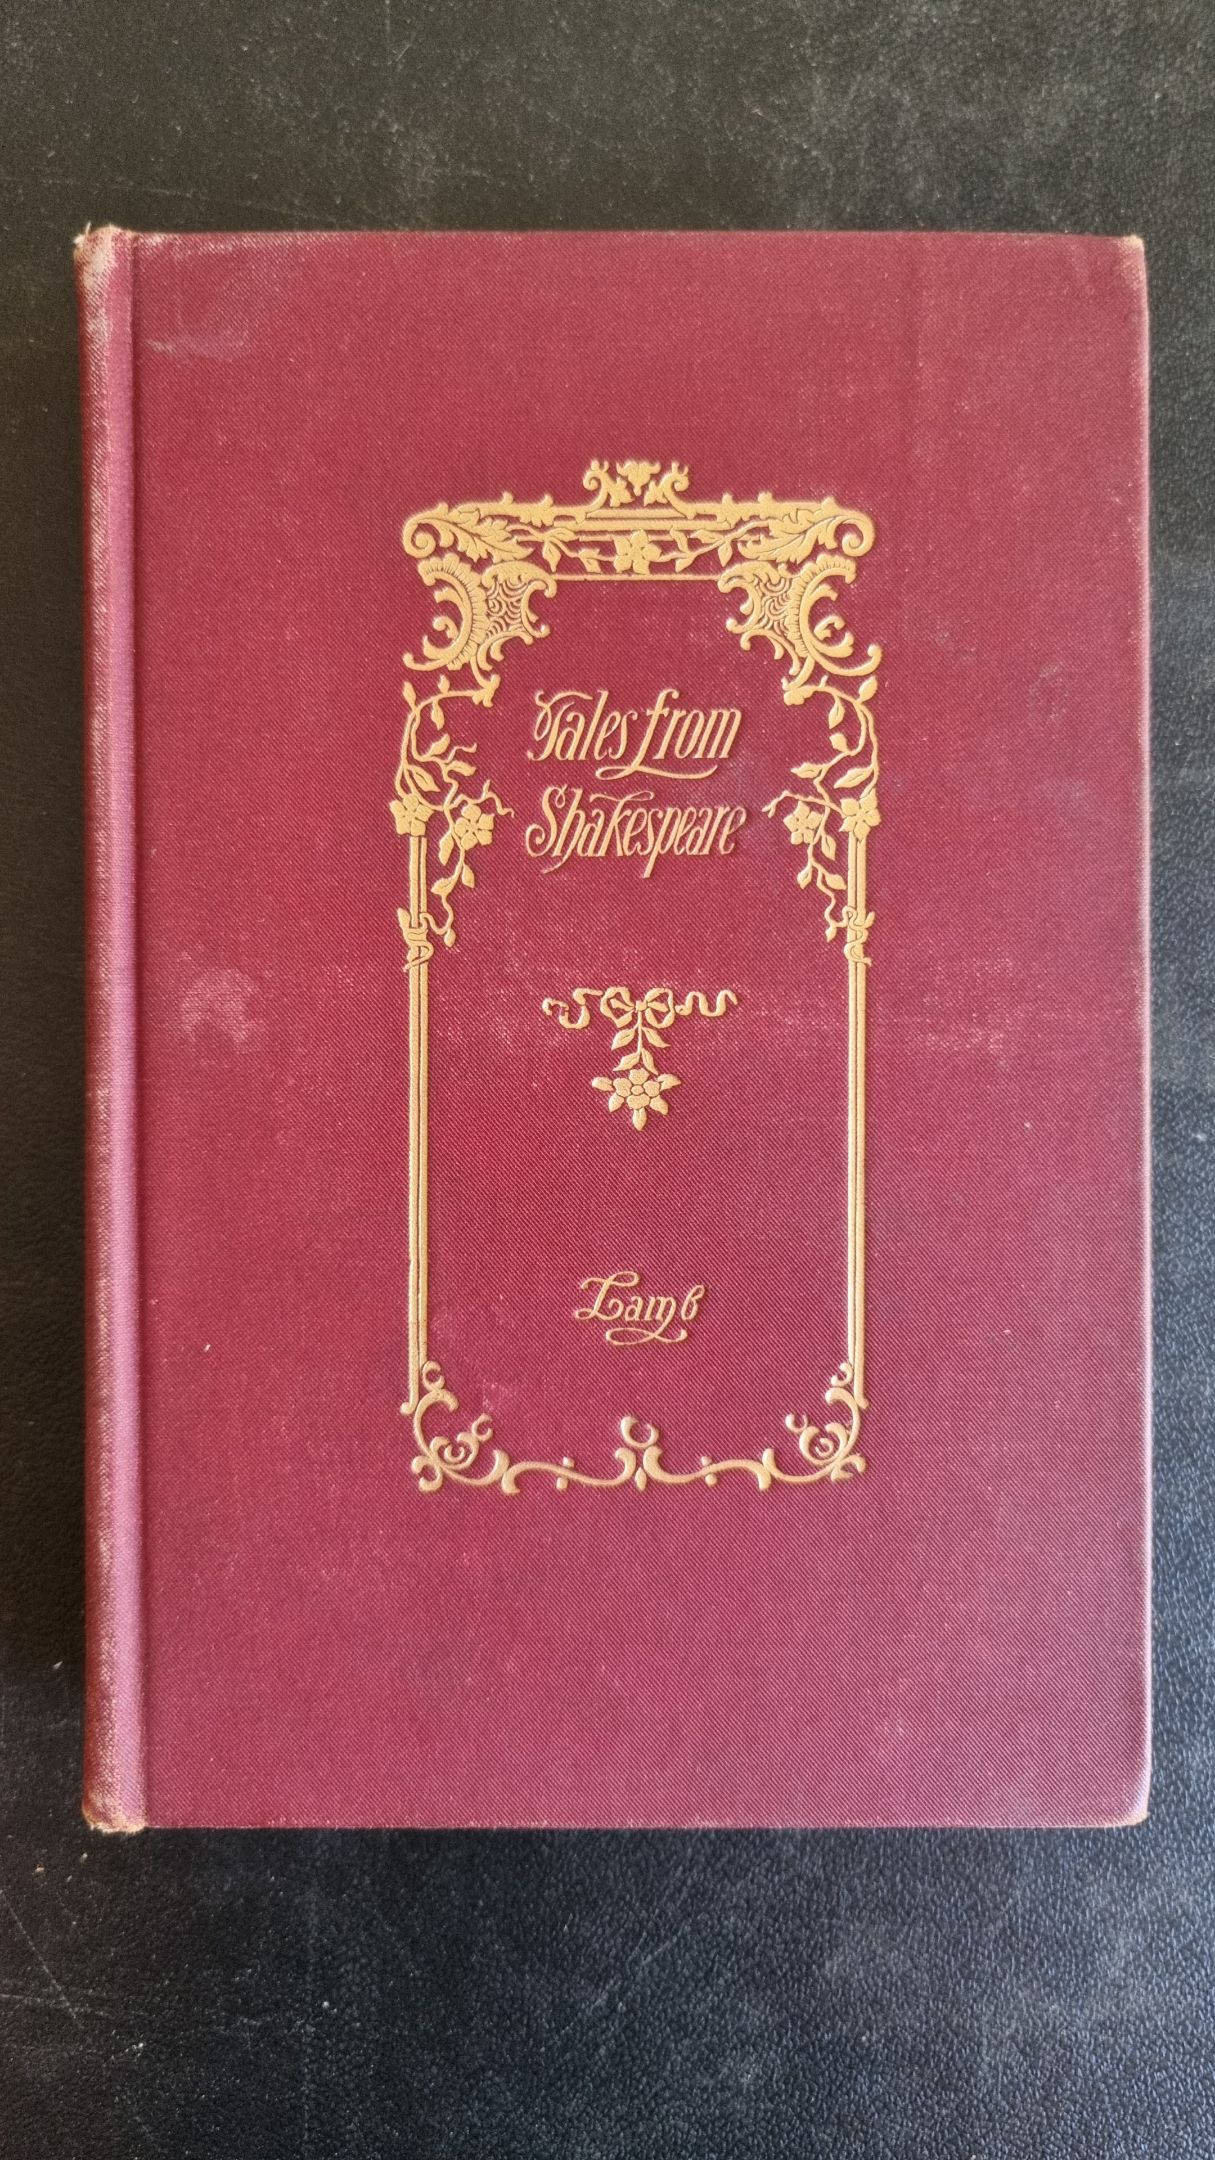 Tales from
Shakespeare
Lamb